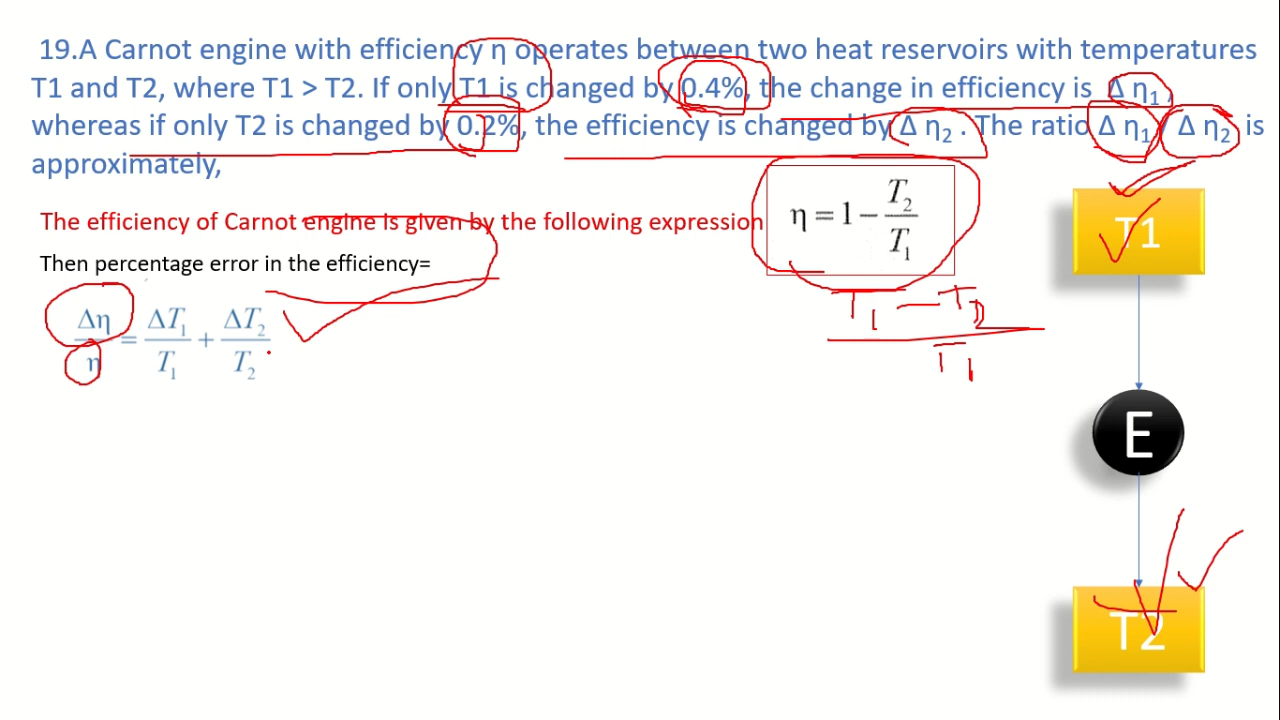 19.A Carnot engine with efficiency η operates between two heat reservoirs with temperatures
T1 and T2, where T1 > T2. If only T1 is changed by 0.4%, the change in efficiency is Δ η₁,
whereas if only T2 is changed by 0.2%, the efficiency is changed by Δ η₂ . The ratio Δ η₁/ Δ η₂ is
approximately,
The efficiency of Carnot engine is given by the following expression
η = 1 − T₂/T₁
Then percentage error in the efficiency=
Δη/η = ΔT₁/T₁ + ΔT₂/T₂.
T₁ − T₂
T₁
T1
E
T2